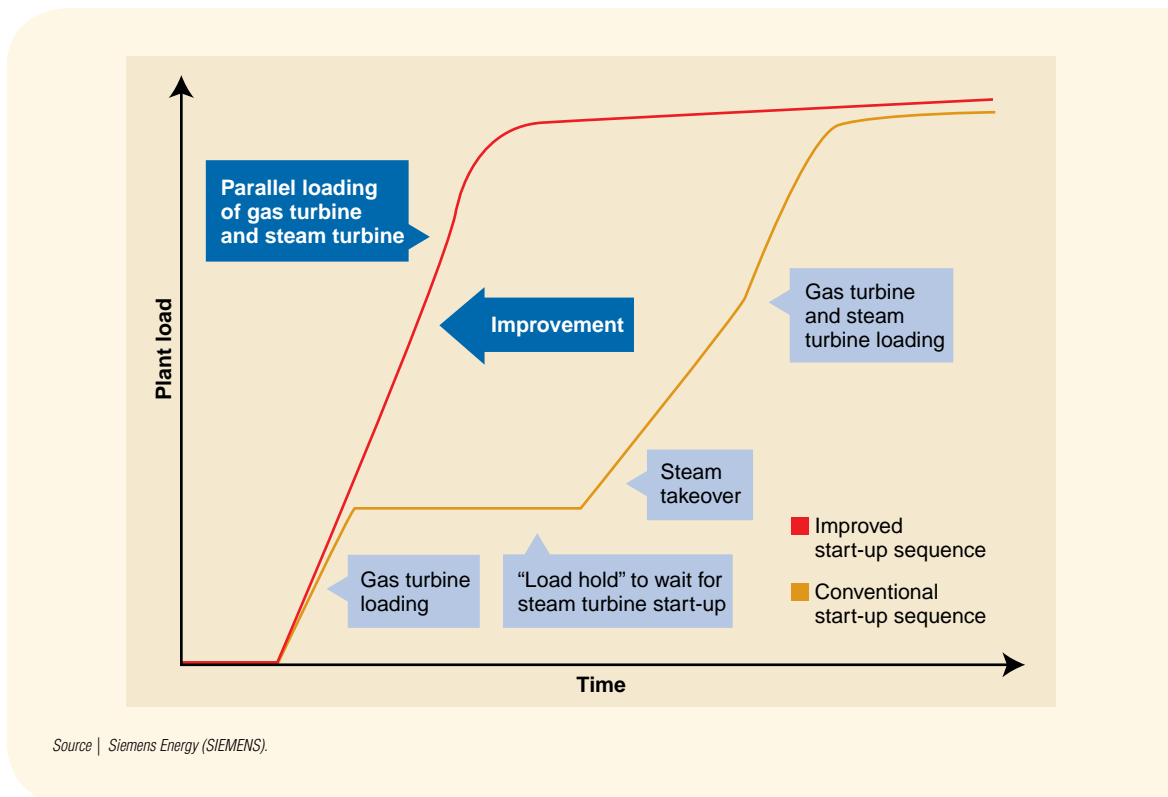 Parallel loading
of gas turbine
and steam turbine
Improvement
Plant load
Gas turbine
and steam
turbine loading
Steam
takeover
Gas turbine
loading
“Load hold” to wait for
steam turbine start-up
Improved
start-up sequence
Conventional
start-up sequence
Time
Source | Siemens Energy (SIEMENS).